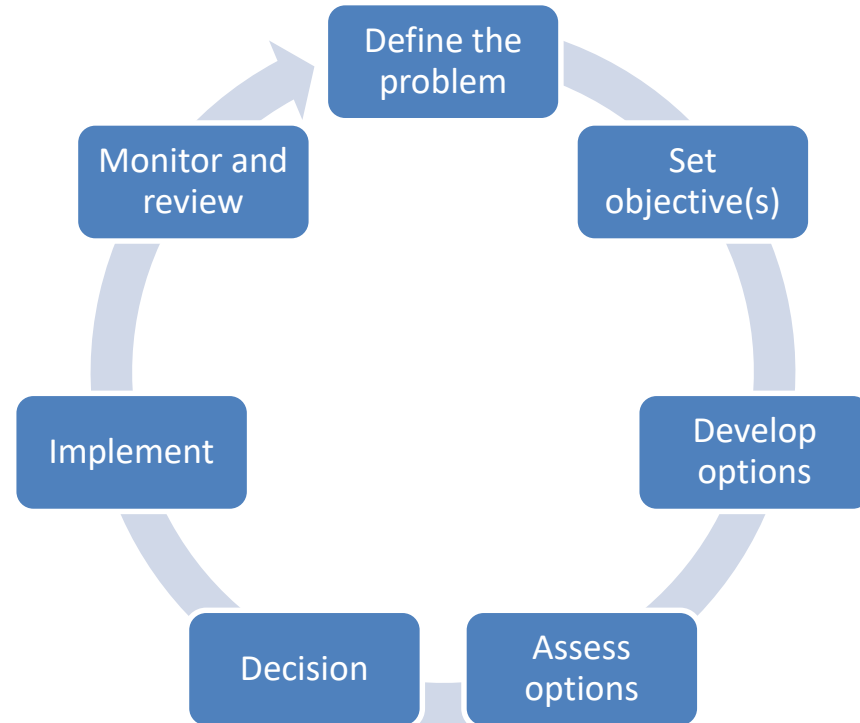 Define the
problem
Set
objective(s)
Develop
options
Assess
options
Decision
Implement
Monitor and
review